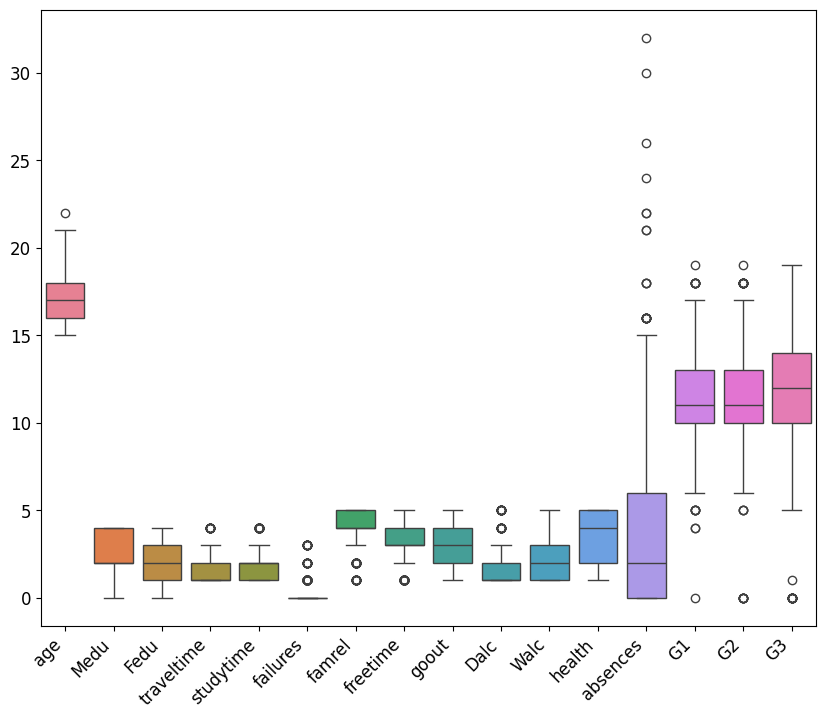 30
25
20
15
10
5
0
age
Medu
Fedu
traveltime
studytime
failures
famrel
freetime
goout
Dalc
Walc
health
absences
G1
G2
G3